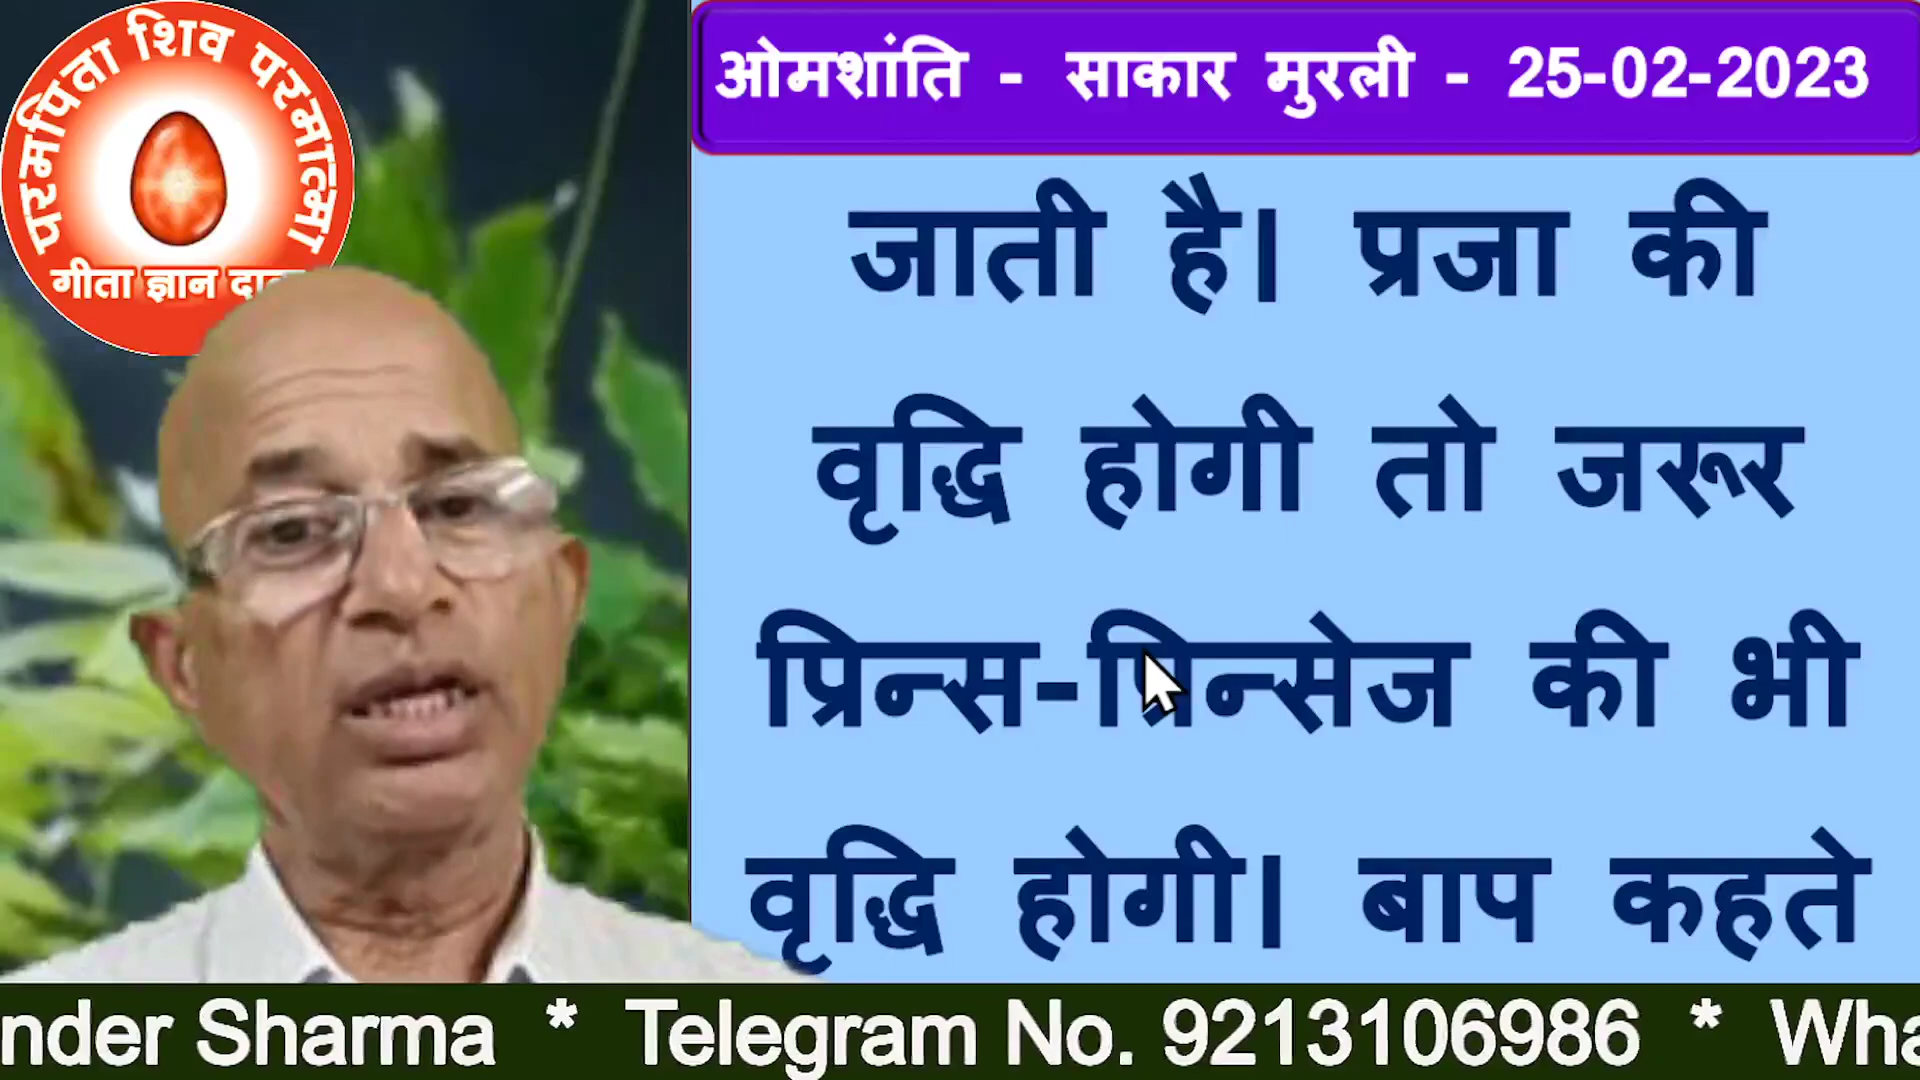 परमपिता शिव परमात्मा
गीता ज्ञान
ओमशांति - साकार मुरली - 25-02-2023
जाती है। प्रजा की
वृद्धि होगी तो जरूर
प्रिन्स-प्रिन्सेज की भी
वृद्धि होगी। बाप कहते
nder Sharma * Telegram No. 9213106986 * Wha